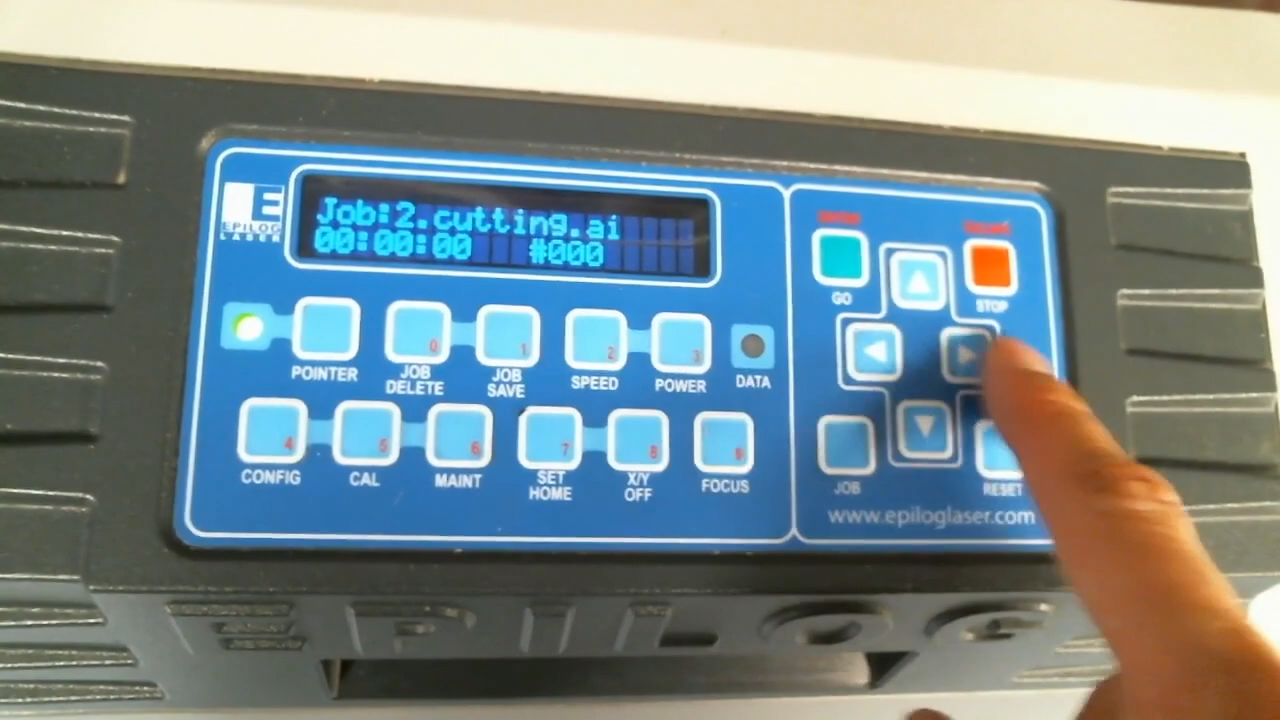 EPILOG
LASER
Job:2.cutting.ai
00:00:00 #000
POINTER
0
JOB
DELETE
1
JOB
SAVE
2
SPEED
3
POWER
DATA
4
CONFIG
5
CAL
6
MAINT
7
SET
HOME
8
X/Y
OFF
9
FOCUS
GO
STOP
JOB
RESET
www.epiloglaser.com
EPILOG